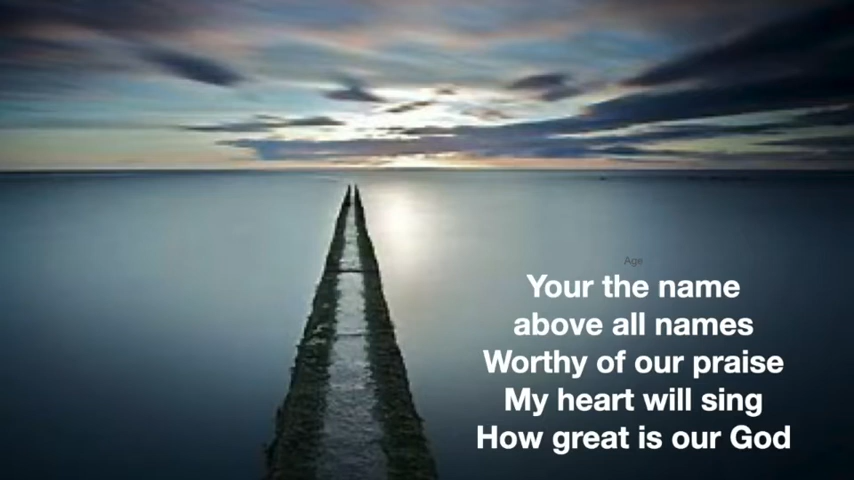 Age
Your the name
above all names
Worthy of our praise
My heart will sing
How great is our God